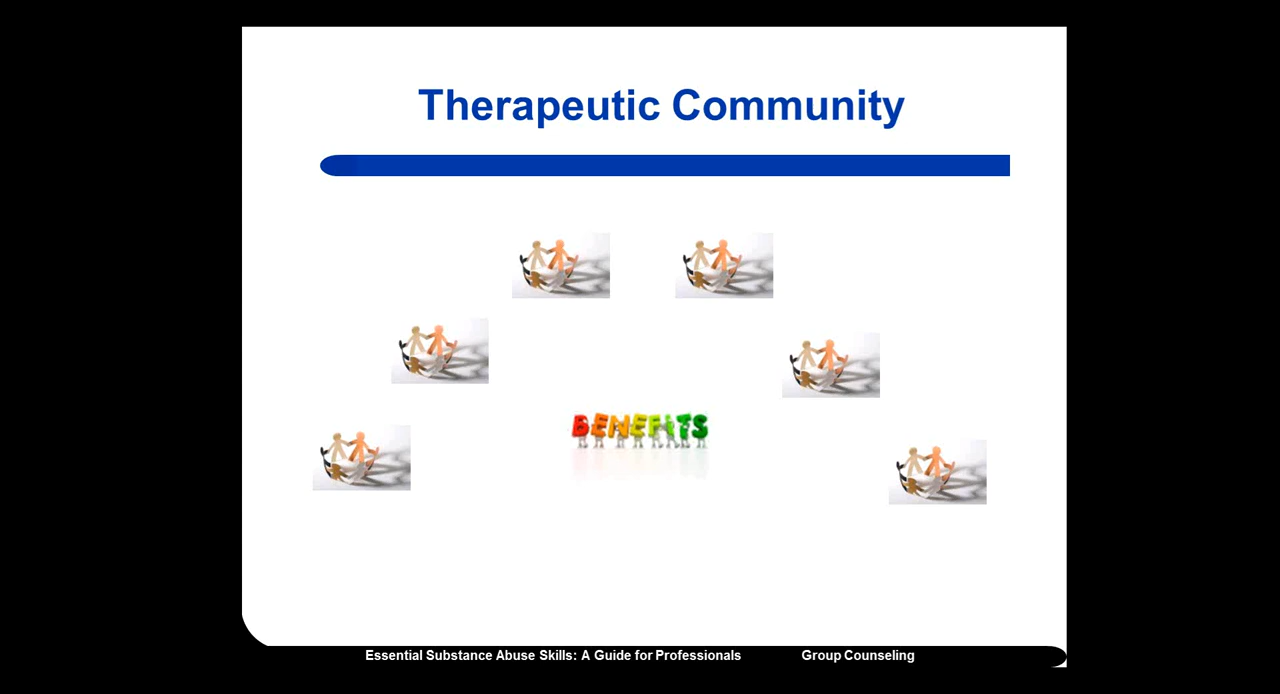 Therapeutic Community
BENEFiTS
Essential Substance Abuse Skills: A Guide for Professionals
Group Counseling